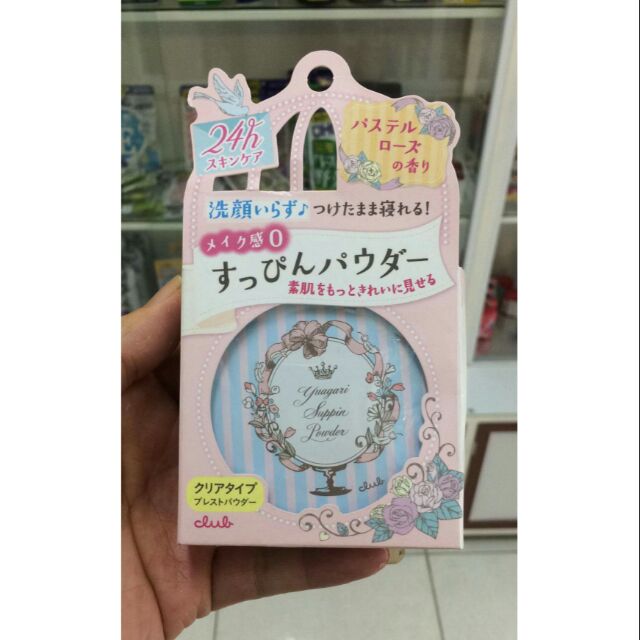 24h
スキンケア
パステル
ローズ
の香り
洗顔いらず♪つけたまま寝れる!
メイク感0
すっぴんパウダー
素肌をもっときれいに見せる
Yuagari
Suppin
Powder
club
クリアタイプ
プレストパウダー
club